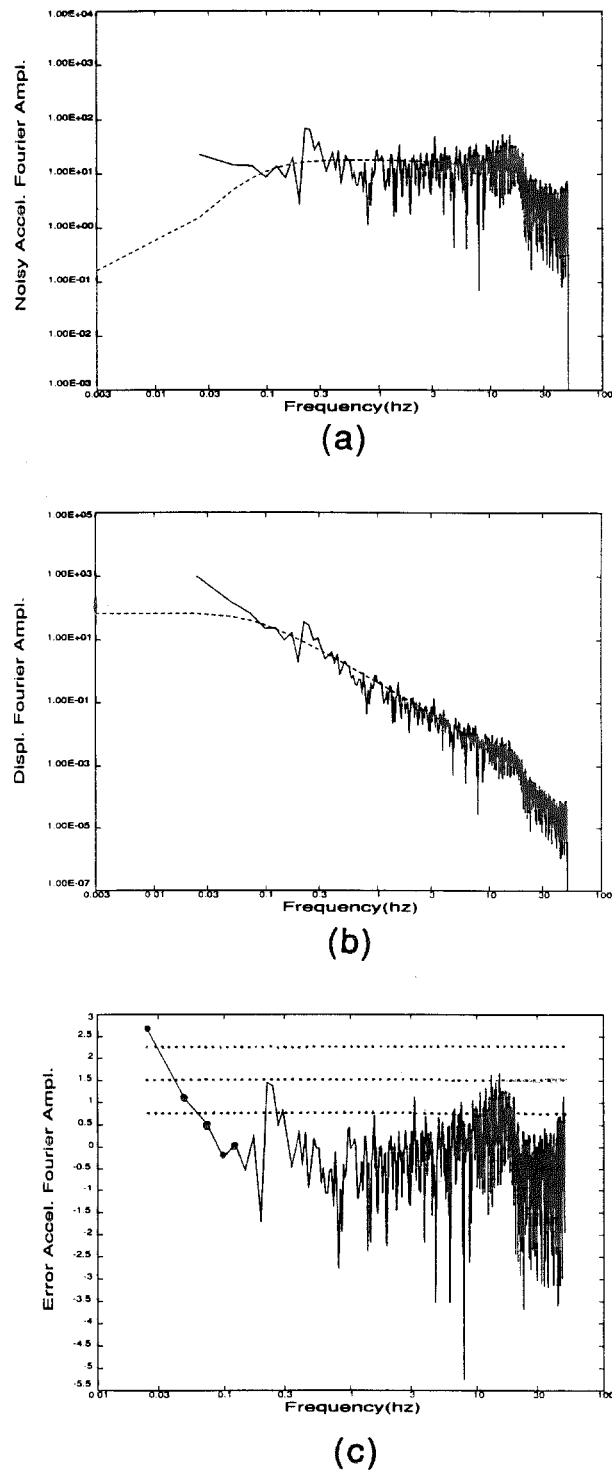 Noisy Accel. Fourier Ampl.
1.00E+04
1.00E+03
1.00E+02
1.00E+01
1.00E+00
1.00E-01
1.00E-02
1.00E-03
0.003 0.01 0.03 0.1 0.3 1 3 10 30 100
Frequency(hz)
(a)
Displ. Fourier Ampl.
1.00E+05
1.00E+03
1.00E+01
1.00E-01
1.00E-03
1.00E-05
1.00E-07
0.003 0.01 0.03 0.1 0.3 1 3 10 30 100
Frequency(hz)
(b)
Error Accel. Fourier Ampl.
3
2.5
2
1.5
1
0.5
0
-0.5
-1
-1.5
-2
-2.5
-3
-3.5
-4
-4.5
-5
-5.5
0.01 0.03 0.1 0.3 1 3 10 30 100
Frequency(hz)
(c)